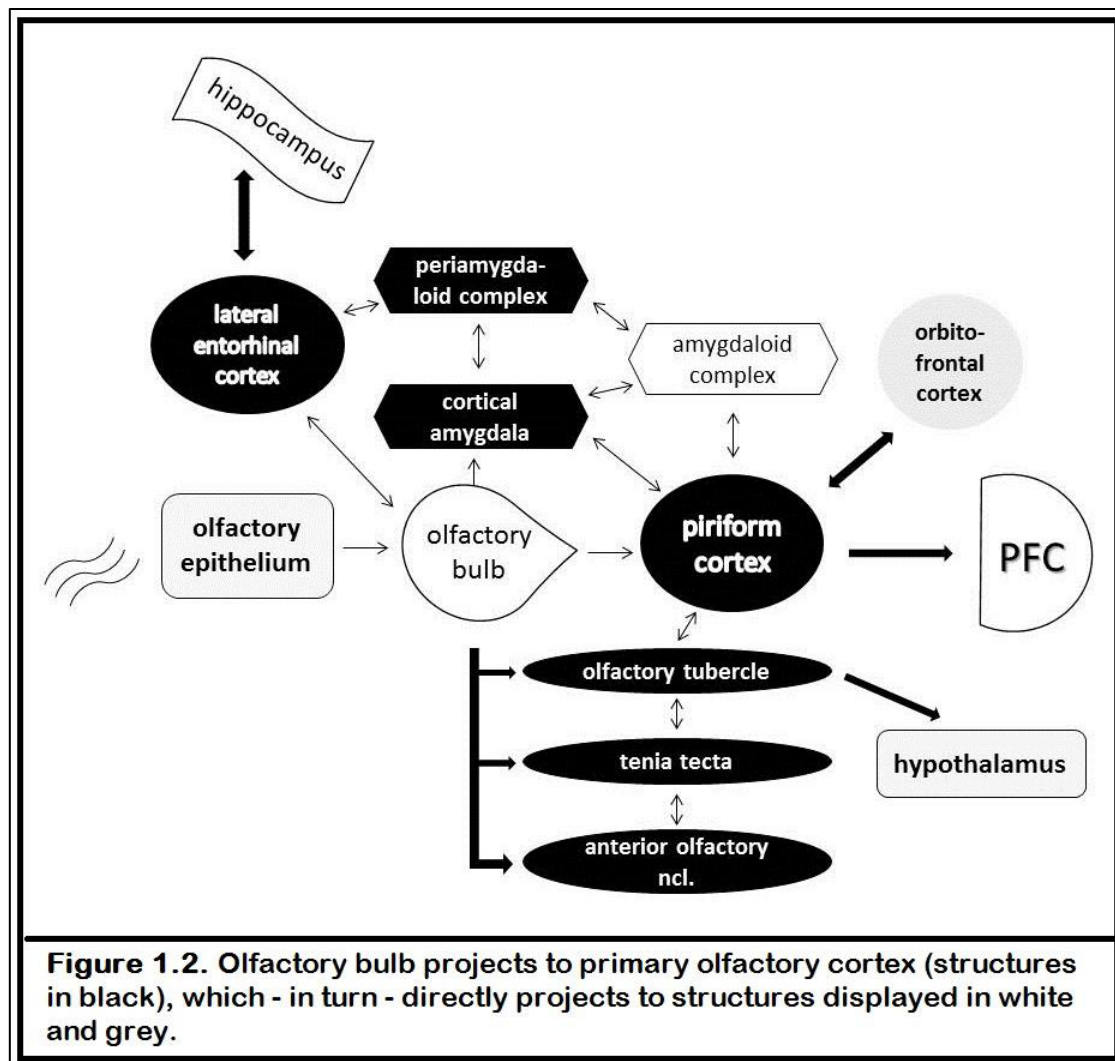 hippocampus
periamygda-
loid complex
lateral
entorhinal
cortex
amygdaloid
complex
orbito-
frontal
cortex
cortical
amygdala
olfactory
epithelium
olfactory
bulb
piriform
cortex
PFC
olfactory tubercle
tenia tecta
hypothalamus
anterior olfactory
ncl.
Figure 1.2. Olfactory bulb projects to primary olfactory cortex (structures
in black), which - in turn - directly projects to structures displayed in white
and grey.